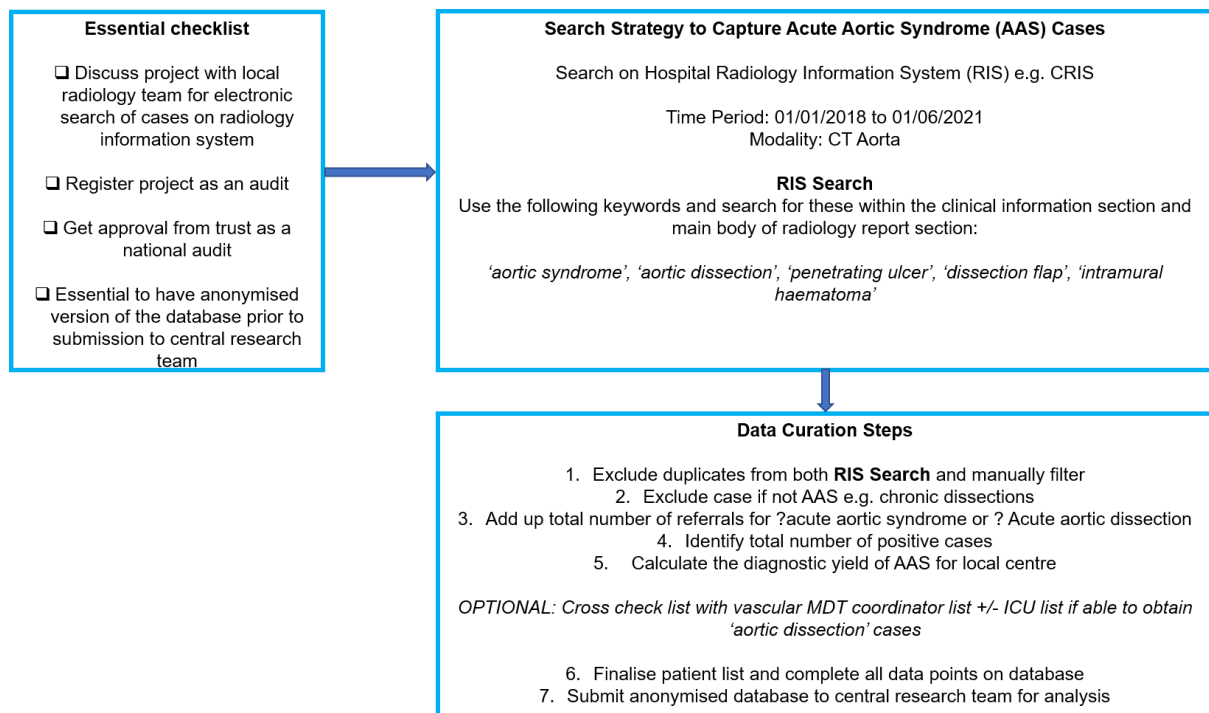 Essential checklist
❑ Discuss project with local
radiology team for electronic
search of cases on radiology
information system
❑ Register project as an audit
❑ Get approval from trust as a
national audit
❑ Essential to have anonymised
version of the database prior to
submission to central research
team
Search Strategy to Capture Acute Aortic Syndrome (AAS) Cases
Search on Hospital Radiology Information System (RIS) e.g. CRIS
Time Period: 01/01/2018 to 01/06/2021
Modality: CT Aorta
RIS Search
Use the following keywords and search for these within the clinical information section and
main body of radiology report section:
‘aortic syndrome’, ‘aortic dissection’, ‘penetrating ulcer’, ‘dissection flap’, ‘intramural
haematoma’
Data Curation Steps
1. Exclude duplicates from both RIS Search and manually filter
2. Exclude case if not AAS e.g. chronic dissections
3. Add up total number of referrals for ?acute aortic syndrome or ? Acute aortic dissection
4. Identify total number of positive cases
5. Calculate the diagnostic yield of AAS for local centre
OPTIONAL: Cross check list with vascular MDT coordinator list +/- ICU list if able to obtain
‘aortic dissection’ cases
6. Finalise patient list and complete all data points on database
7. Submit anonymised database to central research team for analysis